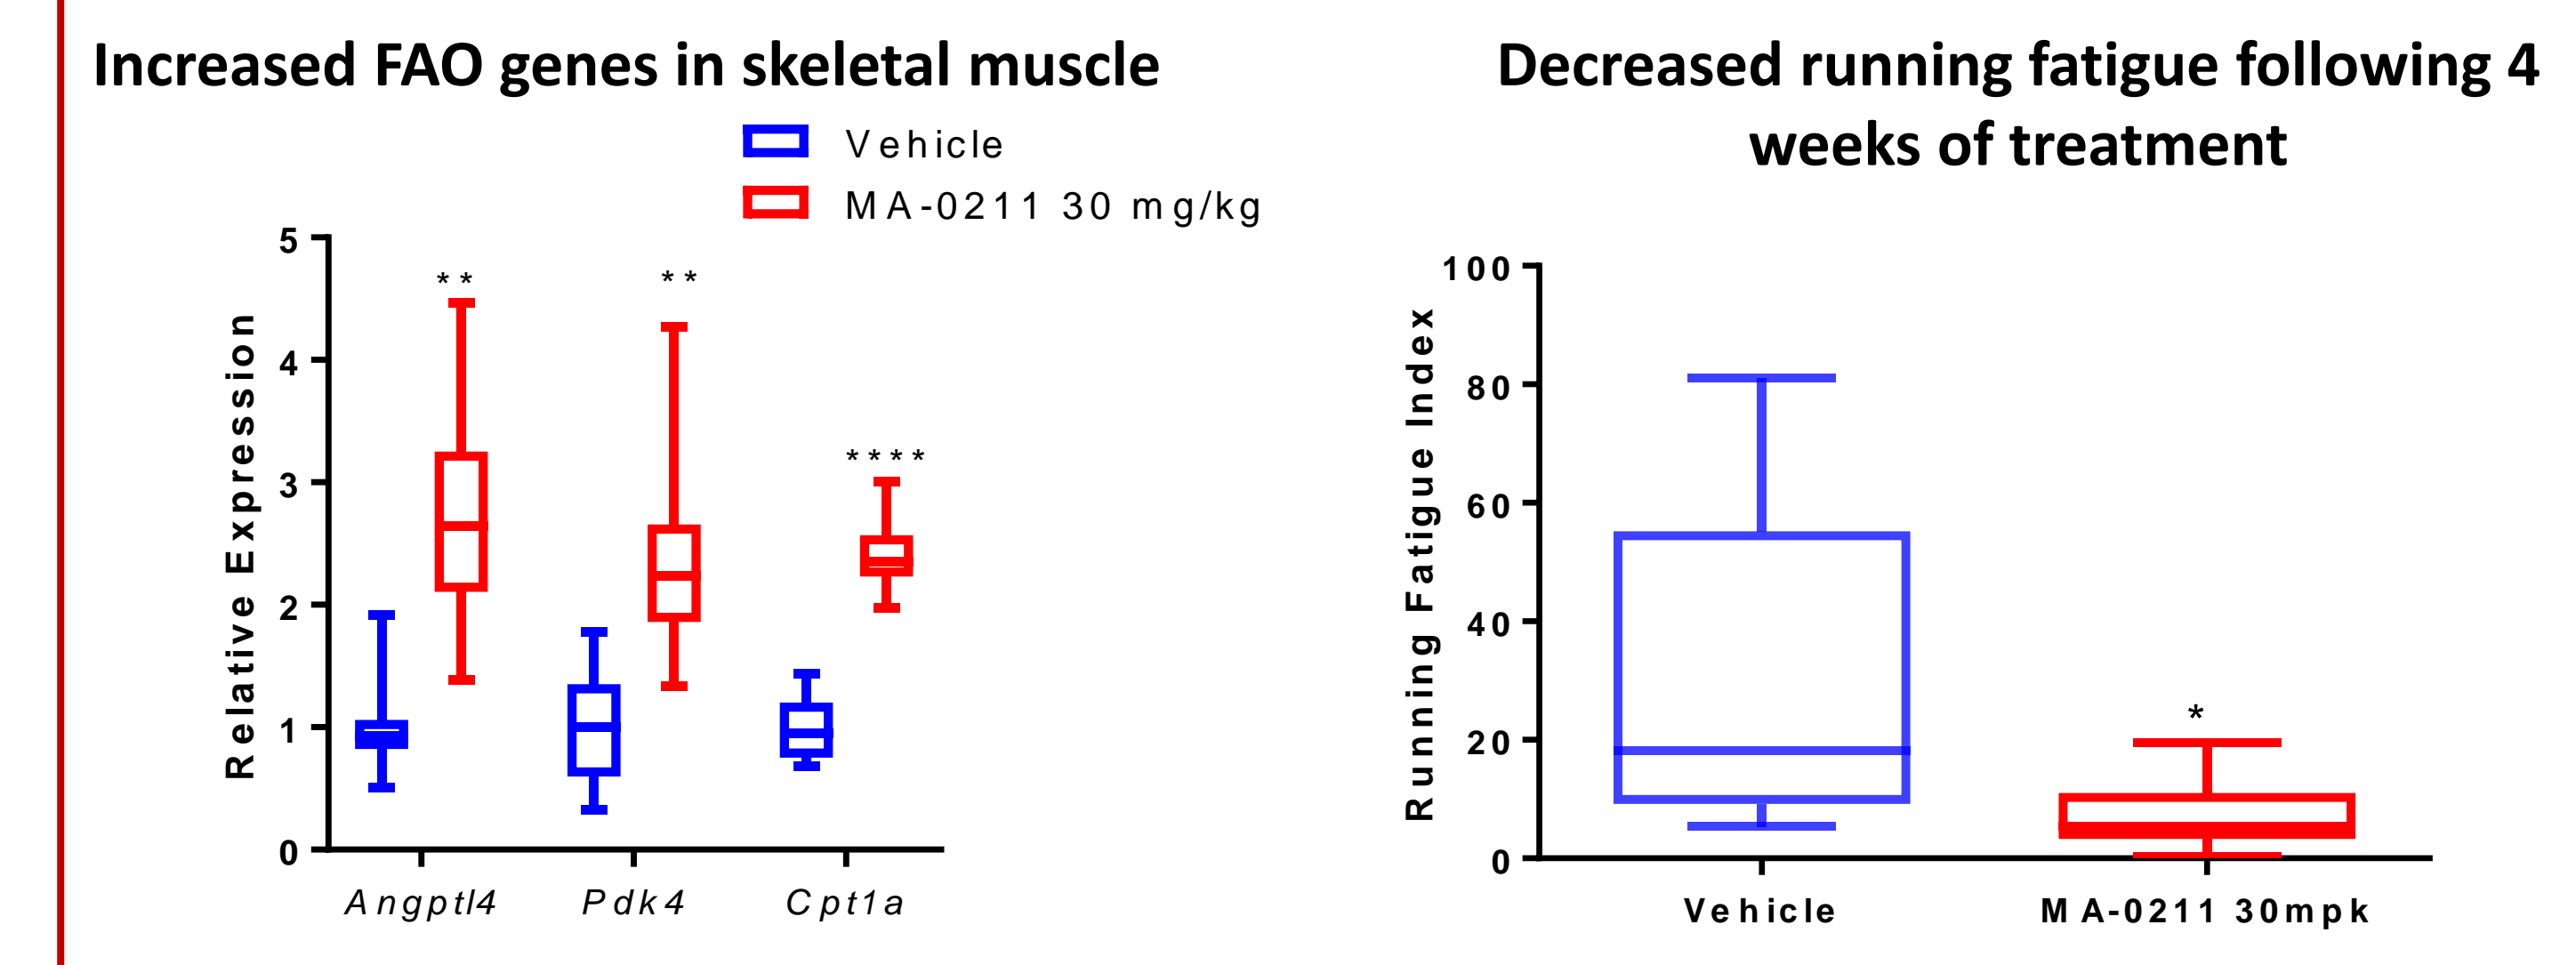 Increased FAO genes in skeletal muscle
Vehicle
MA-0211 30 mg/kg
Relative Expression
5
4
3
2
1
0
**
**
****
Angptl4
Pdk4
Cpt1a
Decreased running fatigue following 4
weeks of treatment
Running Fatigue Index
100
80
60
40
20
0
*
Vehicle
MA-0211 30mpk